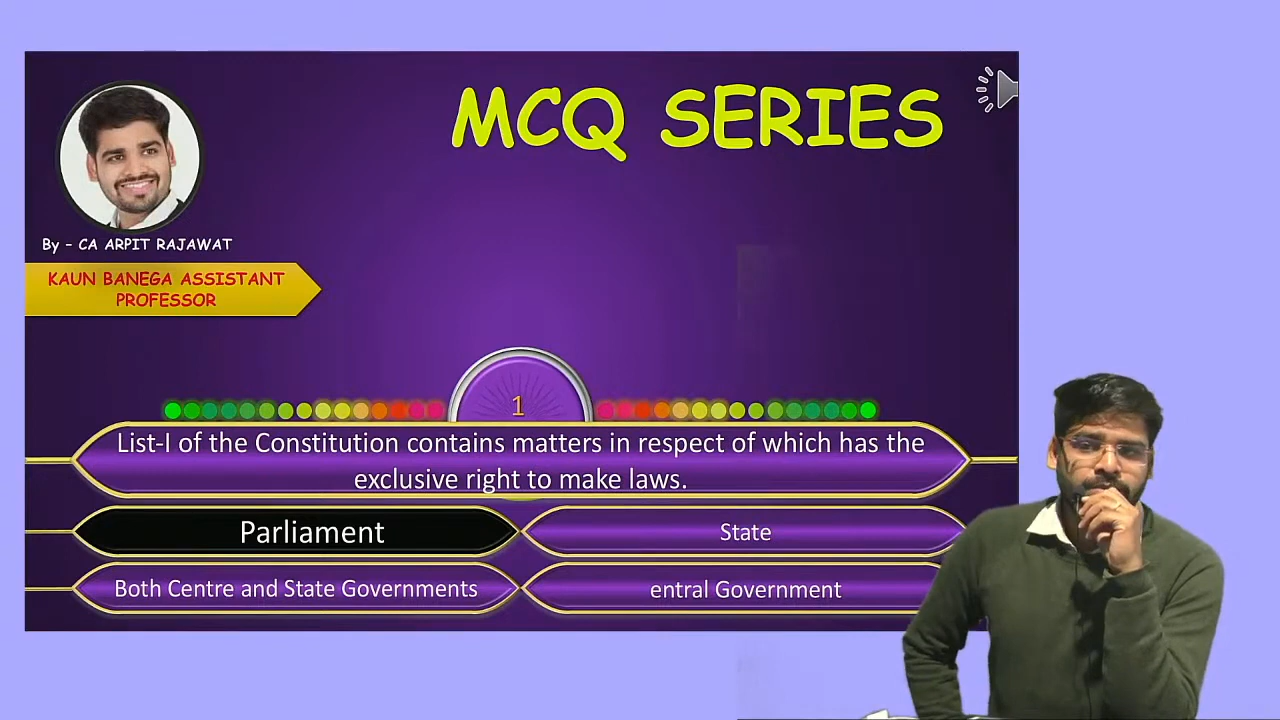 MCQ SERIES
By - CA ARPIT RAJAWAT
KAUN BANEGA ASSISTANT
PROFESSOR
1
List-I of the Constitution contains matters in respect of which has the
exclusive right to make laws.
Parliament
State
Both Centre and State Governments
entral Government